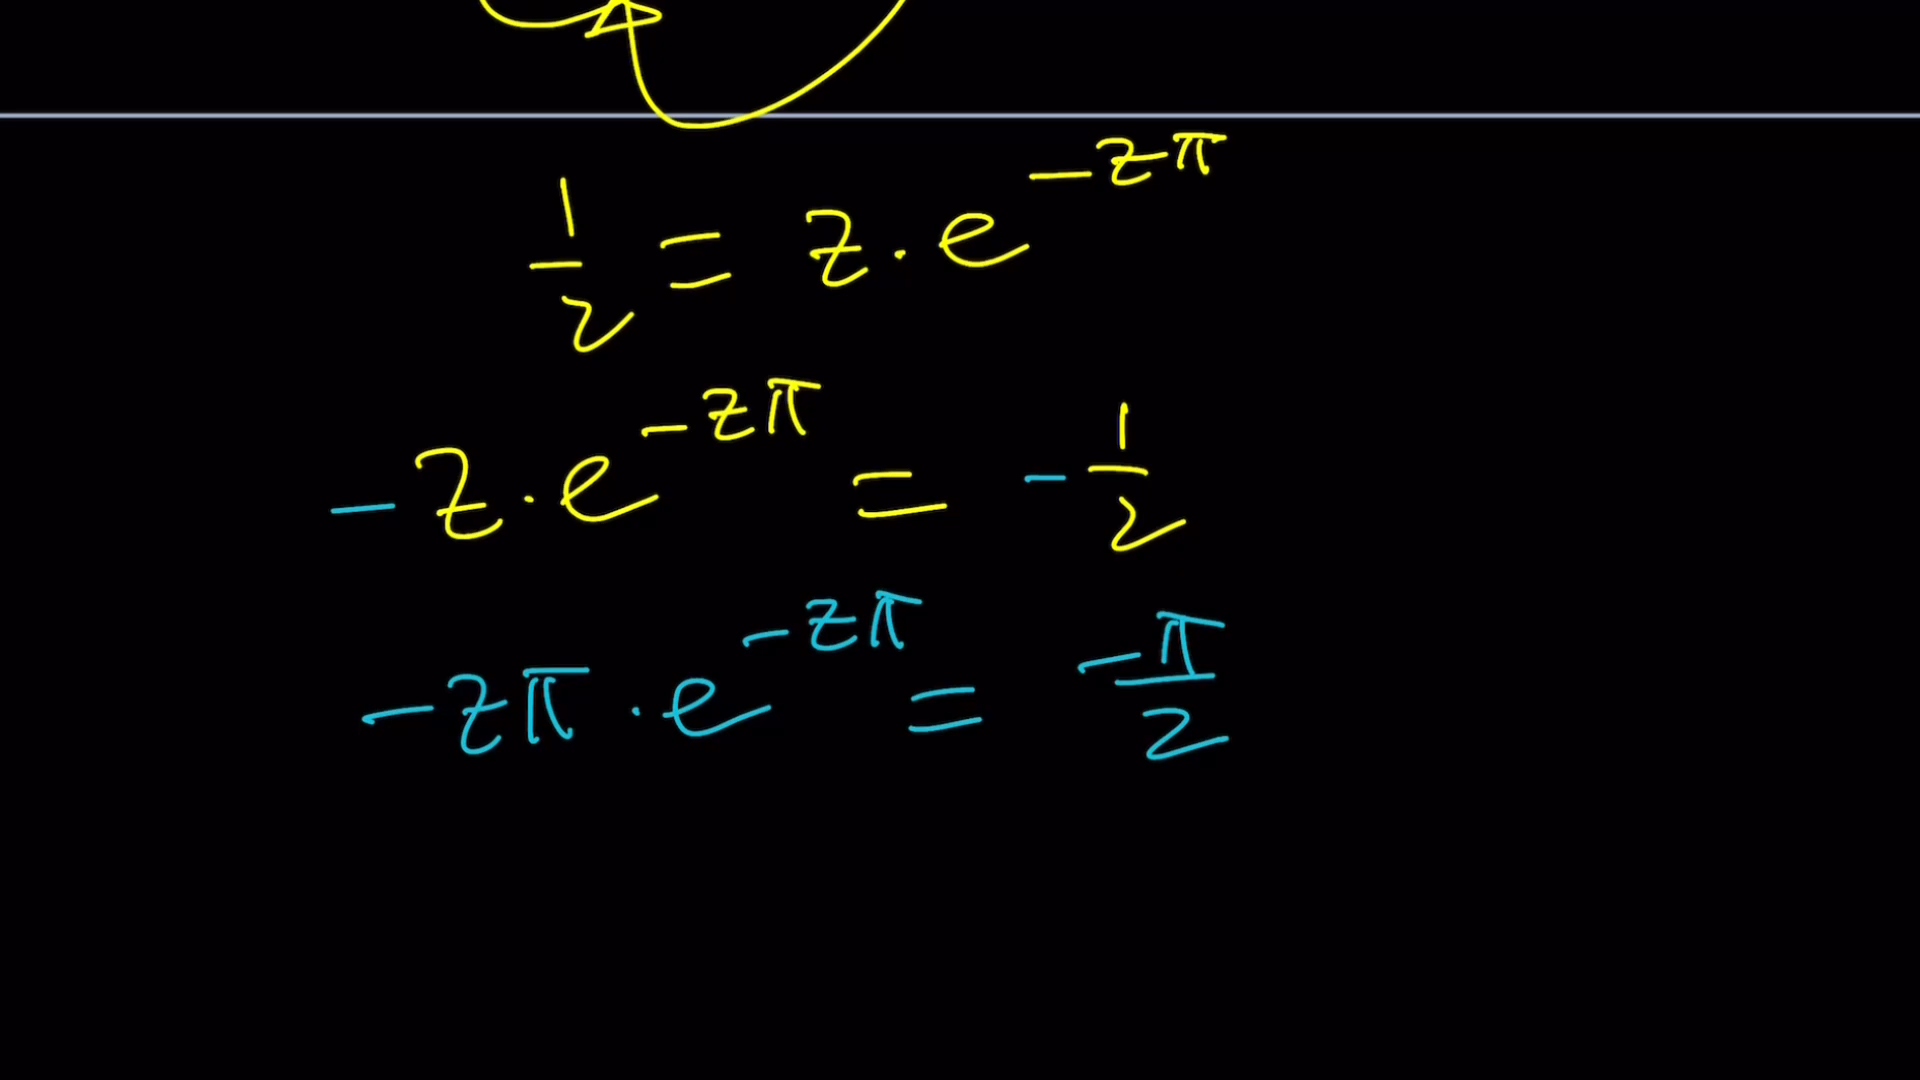 1/2 = z · e^(-zπ)
-z · e^(-zπ) = -1/2
-zπ · e^(-zπ) = -π/2